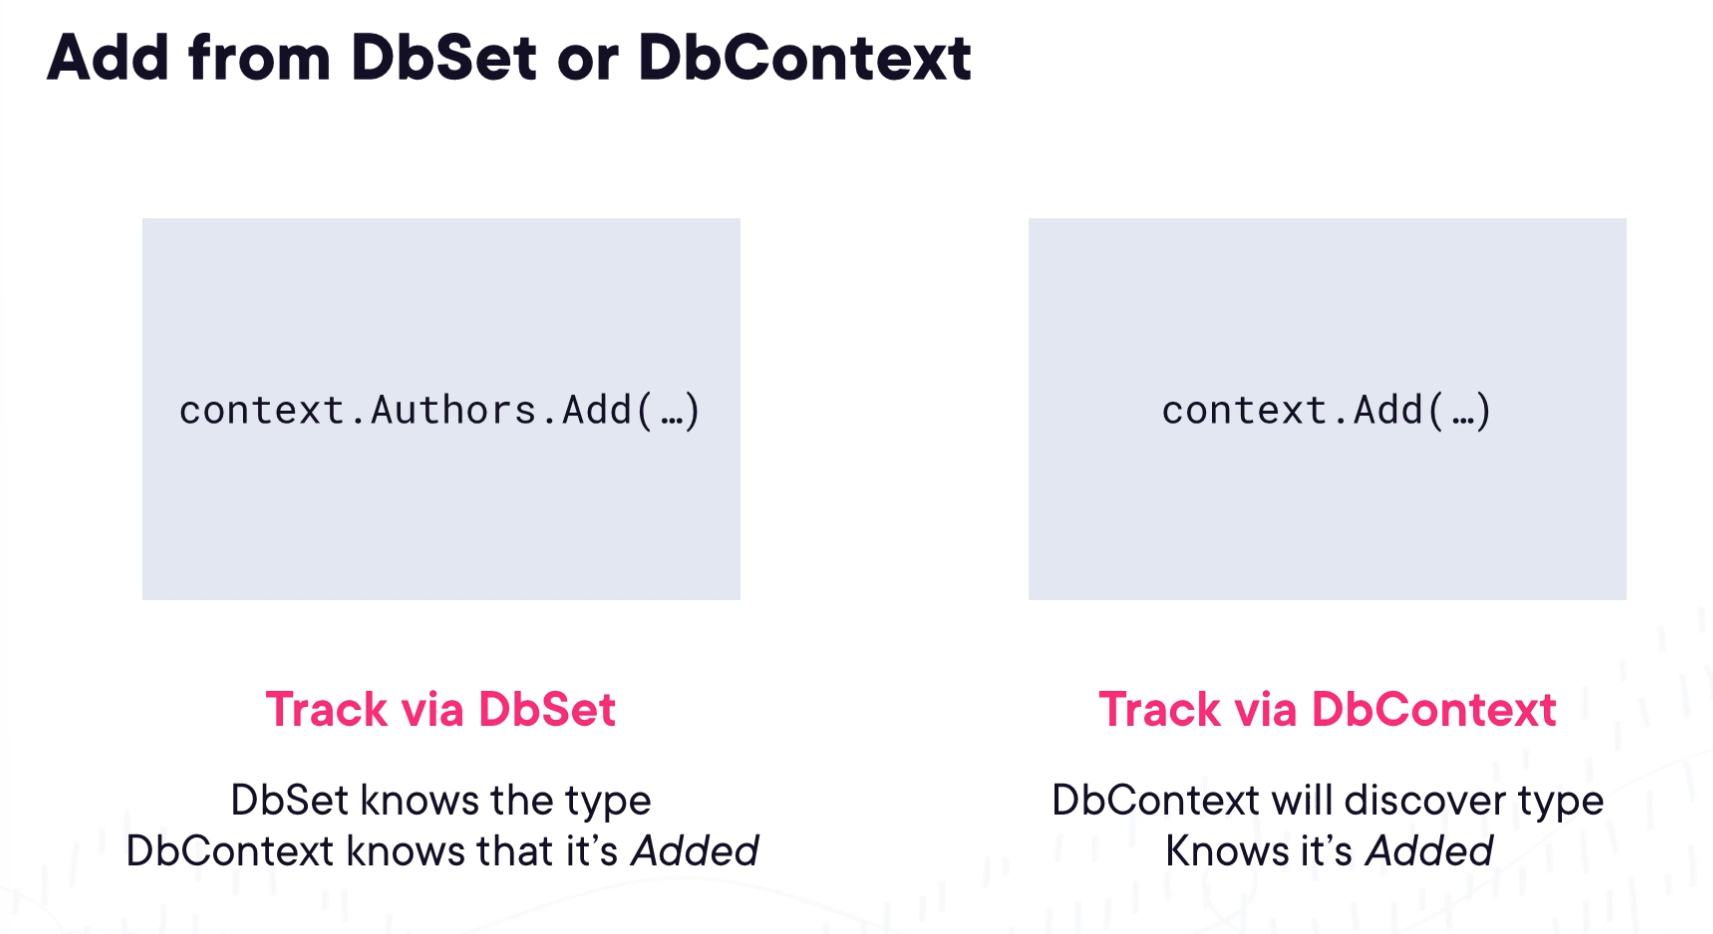 Add from DbSet or DbContext
context.Authors.Add(…)
context.Add(…)
Track via DbSet
DbSet knows the type
DbContext knows that it's Added
Track via DbContext
DbContext will discover type
Knows it's Added